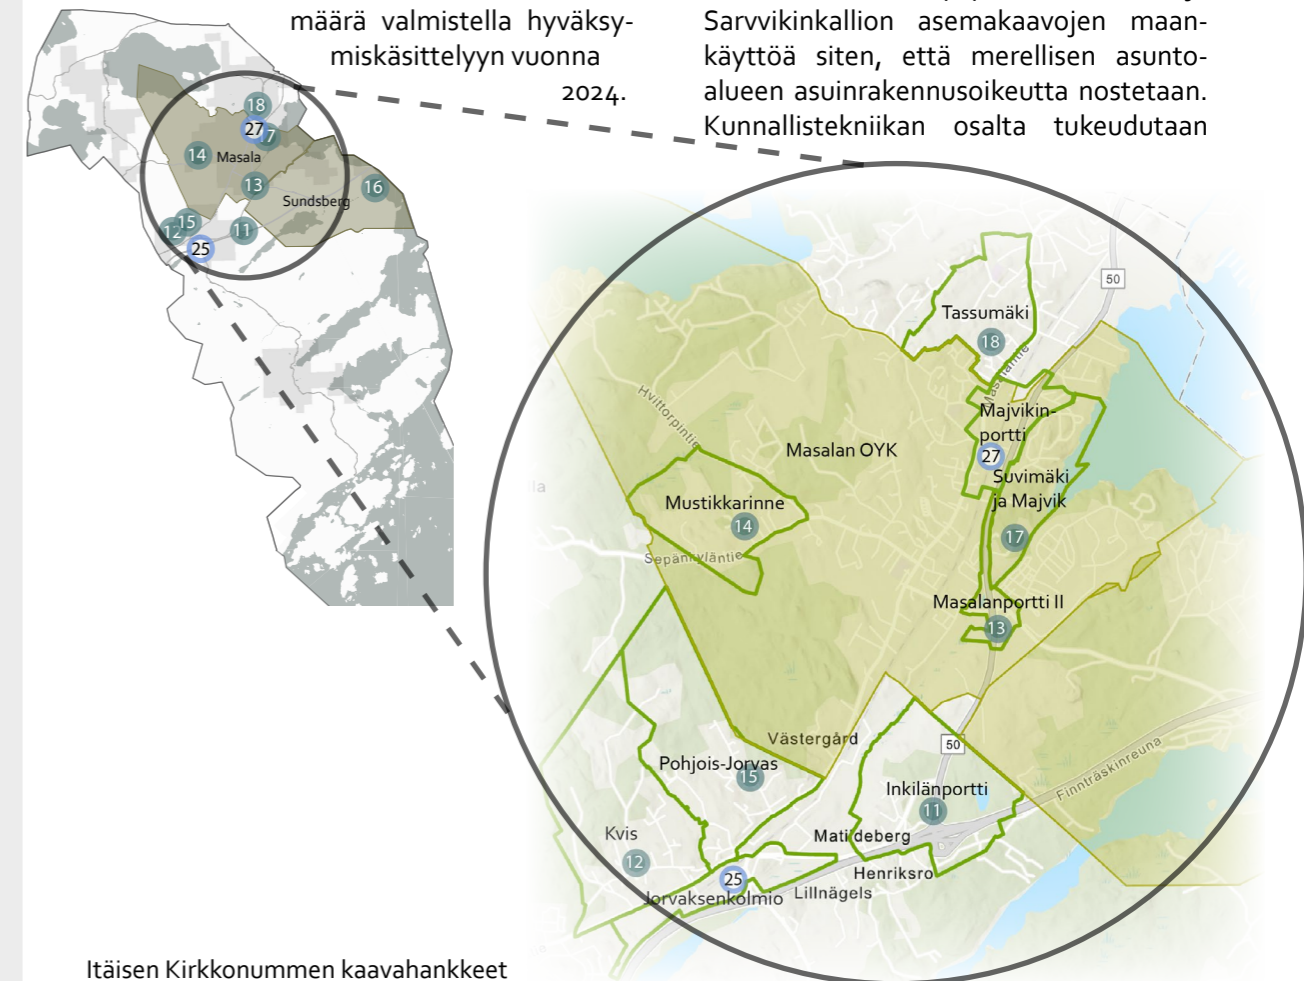 määrä valmistella hyväksy-
miskäsittelyyn vuonna
2024.
Sarvvikinkallion asemakaavojen maan-
käyttöä siten, että merellisen asunto-
alueen asuinrakennusoikeutta nostetaan.
Kunnallistekniikan osalta tukeudutaan
18
27
14
Masala
13
16
Sundsberg
15
12
11
25
50
Tassumäki
18
Majvikin-
portti
27
Hvittorpintie
Masalan OYK
Suvimäki
ja Majvik
17
Mustikkarinne
14
Sepänkyläntie
Masalanportti II
13
Västergård
50
Pohjois-Jorvas
15
Finnträskinreuna
Inkilänportti
11
Kvis
12
Matildeberg
Henriksro
25
Jorvaksenkolmio
Lillnägels
Itäisen Kirkkonummen kaavahankkeet